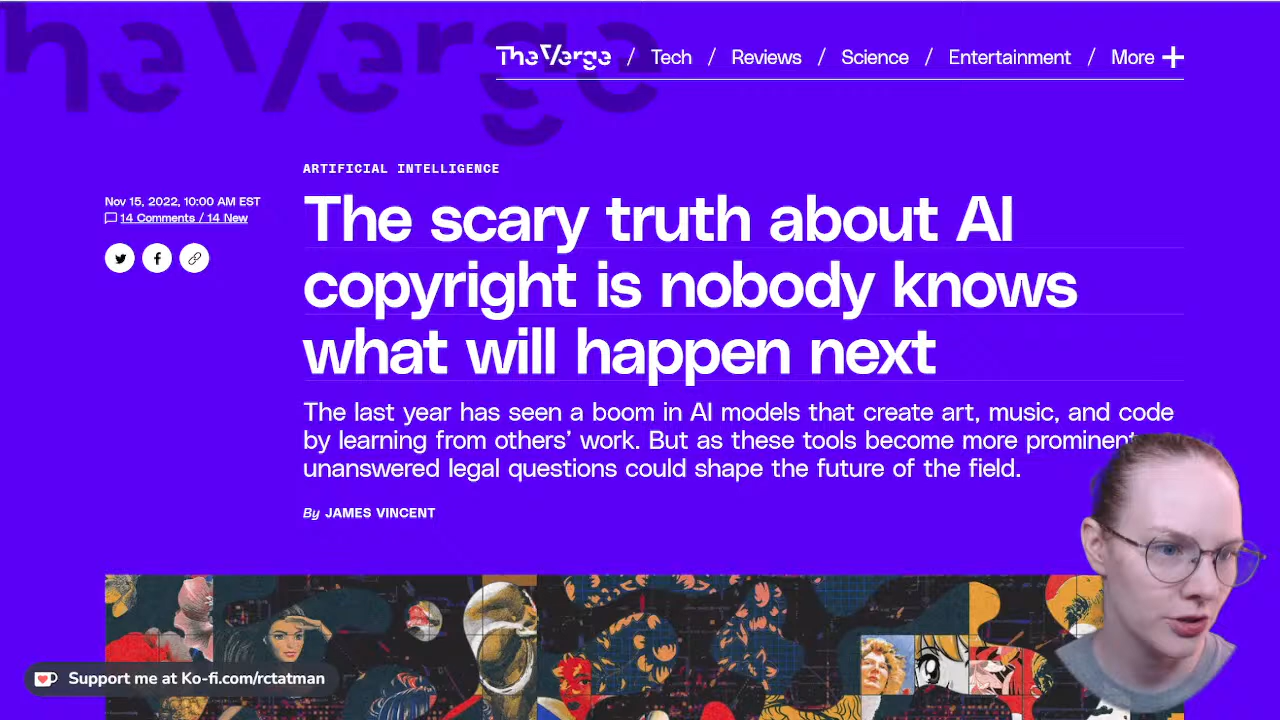 The Verge
The Verge / Tech / Reviews / Science / Entertainment / More
ARTIFICIAL INTELLIGENCE
Nov 15, 2022, 10:00 AM EST
14 Comments / 14 New
The scary truth about AI
copyright is nobody knows
what will happen next
The last year has seen a boom in AI models that create art, music, and code
by learning from others’ work. But as these tools become more prominent
unanswered legal questions could shape the future of the field.
By JAMES VINCENT
Support me at Ko-fi.com/rctatman